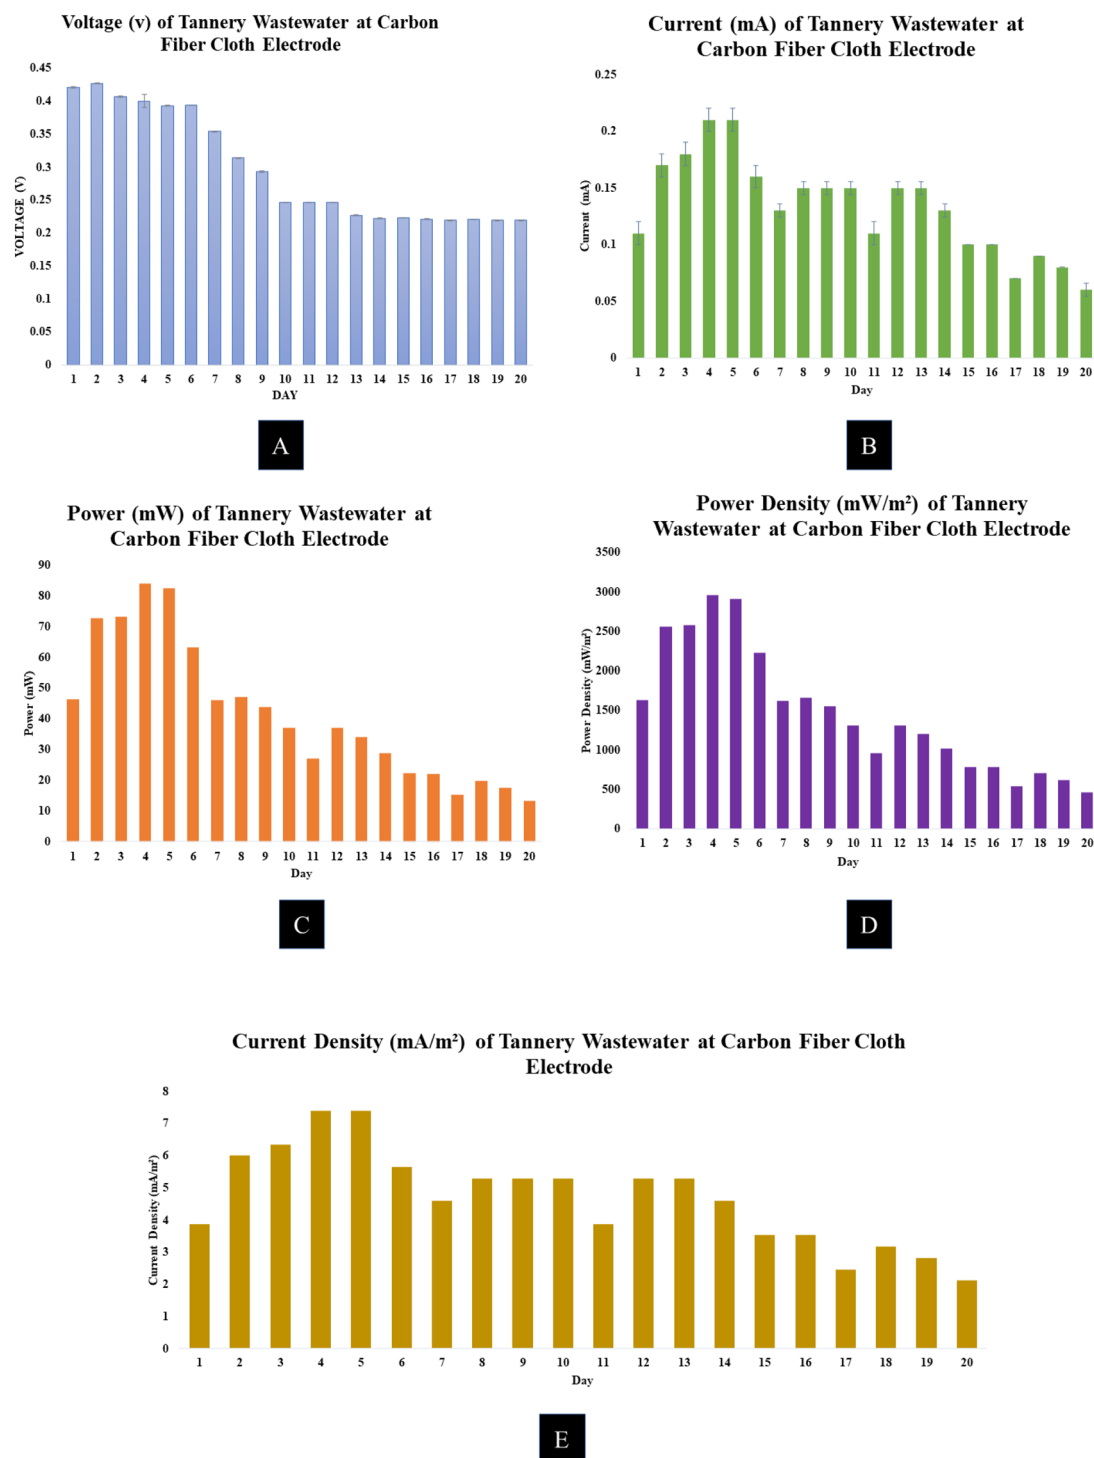 Voltage (v) of Tannery Wastewater at Carbon
Fiber Cloth Electrode
0.45
0.4
0.35
0.3
0.25
0.2
0.15
0.1
0.05
0
VOLTAGE (V)
1 2 3 4 5 6 7 8 9 10 11 12 13 14 15 16 17 18 19 20
DAY
A
Current (mA) of Tannery Wastewater at
Carbon Fiber Cloth Electrode
0.25
0.2
0.15
0.1
0.05
0
Current (mA)
1 2 3 4 5 6 7 8 9 10 11 12 13 14 15 16 17 18 19 20
Day
B
Power (mW) of Tannery Wastewater at
Carbon Fiber Cloth Electrode
90
80
70
60
50
40
30
20
10
0
Power (mW)
1 2 3 4 5 6 7 8 9 10 11 12 13 14 15 16 17 18 19 20
Day
C
Power Density (mW/m²) of Tannery
Wastewater at Carbon Fiber Cloth Electrode
3500
3000
2500
2000
1500
1000
500
0
Power Density (mW/m²)
1 2 3 4 5 6 7 8 9 10 11 12 13 14 15 16 17 18 19 20
Day
D
Current Density (mA/m²) of Tannery Wastewater at Carbon Fiber Cloth
Electrode
8
7
6
5
4
3
2
1
0
Current Density (mA/m²)
1 2 3 4 5 6 7 8 9 10 11 12 13 14 15 16 17 18 19 20
Day
E